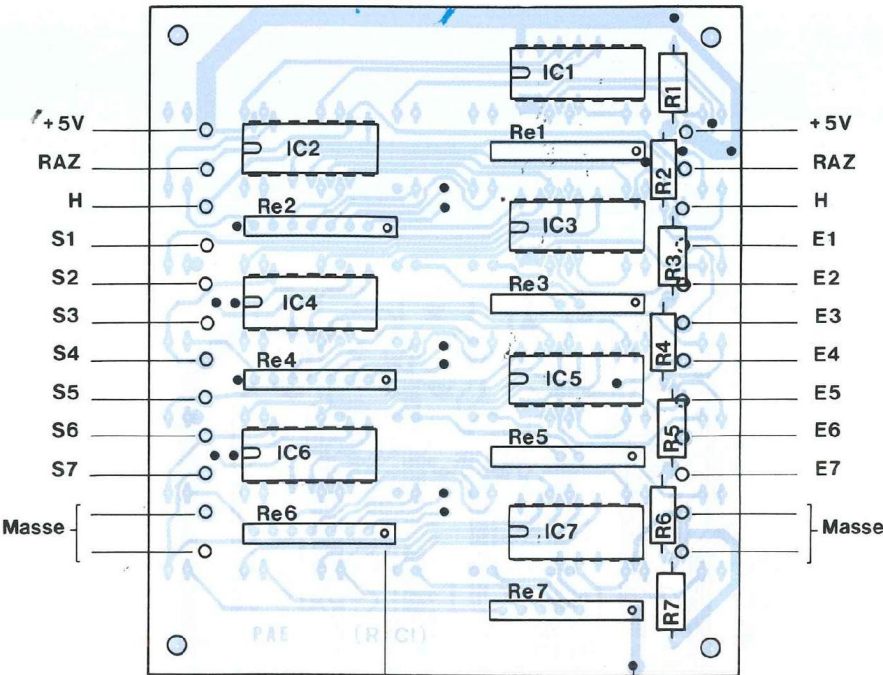 IC1
R1
+5V
+5V
IC2
Re1
RAZ
R2
RAZ
H
Re2
IC3
H
S1
R3
E1
S2
IC4
Re3
E2
S3
E3
S4
Re4
IC5
R4
E4
S5
E5
S6
IC6
Re5
R5
E6
S7
E7
Masse
Re6
IC7
R6
Masse
Re7
R7
PAE (R CI)